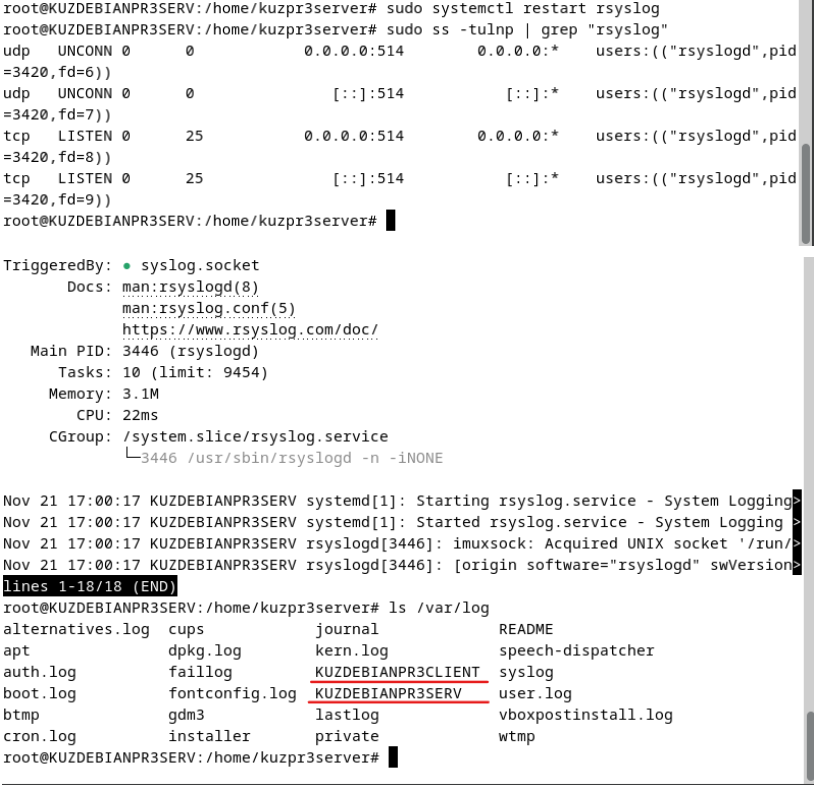 root@KUZDEBIANPR3SERV:/home/kuzpr3server# sudo systemctl restart rsyslog
root@KUZDEBIANPR3SERV:/home/kuzpr3server# sudo ss -tulnp | grep "rsyslog"
udp   UNCONN 0      0            0.0.0.0:514        0.0.0.0:*    users:(("rsyslogd",pid
=3420,fd=6))
udp   UNCONN 0      0               [::]:514           [::]:*    users:(("rsyslogd",pid
=3420,fd=7))
tcp   LISTEN 0      25           0.0.0.0:514        0.0.0.0:*    users:(("rsyslogd",pid
=3420,fd=8))
tcp   LISTEN 0      25              [::]:514           [::]:*    users:(("rsyslogd",pid
=3420,fd=9))
root@KUZDEBIANPR3SERV:/home/kuzpr3server#
TriggeredBy: ● syslog.socket
       Docs: man:rsyslogd(8)
             man:rsyslog.conf(5)
             https://www.rsyslog.com/doc/
   Main PID: 3446 (rsyslogd)
      Tasks: 10 (limit: 9454)
     Memory: 3.1M
        CPU: 22ms
     CGroup: /system.slice/rsyslog.service
             └─3446 /usr/sbin/rsyslogd -n -iNONE
Nov 21 17:00:17 KUZDEBIANPR3SERV systemd[1]: Starting rsyslog.service - System Logging>
Nov 21 17:00:17 KUZDEBIANPR3SERV systemd[1]: Started rsyslog.service - System Logging >
Nov 21 17:00:17 KUZDEBIANPR3SERV rsyslogd[3446]: imuxsock: Acquired UNIX socket '/run/>
Nov 21 17:00:17 KUZDEBIANPR3SERV rsyslogd[3446]: [origin software="rsyslogd" swVersion>
lines 1-18/18 (END)
root@KUZDEBIANPR3SERV:/home/kuzpr3server# ls /var/log
alternatives.log  cups            journal             README
apt               dpkg.log        kern.log            speech-dispatcher
auth.log          faillog         KUZDEBIANPR3CLIENT  syslog
boot.log          fontconfig.log  KUZDEBIANPR3SERV    user.log
btmp              gdm3            lastlog             vboxpostinstall.log
cron.log          installer       private             wtmp
root@KUZDEBIANPR3SERV:/home/kuzpr3server#